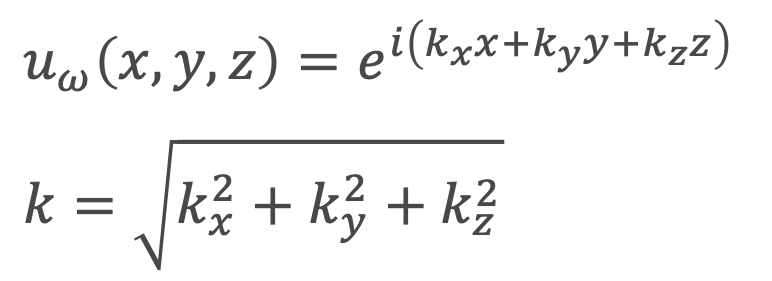 u_ω(x, y, z) = e^{i(k_x x + k_y y + k_z z)}
k = √(k_x^2 + k_y^2 + k_z^2)